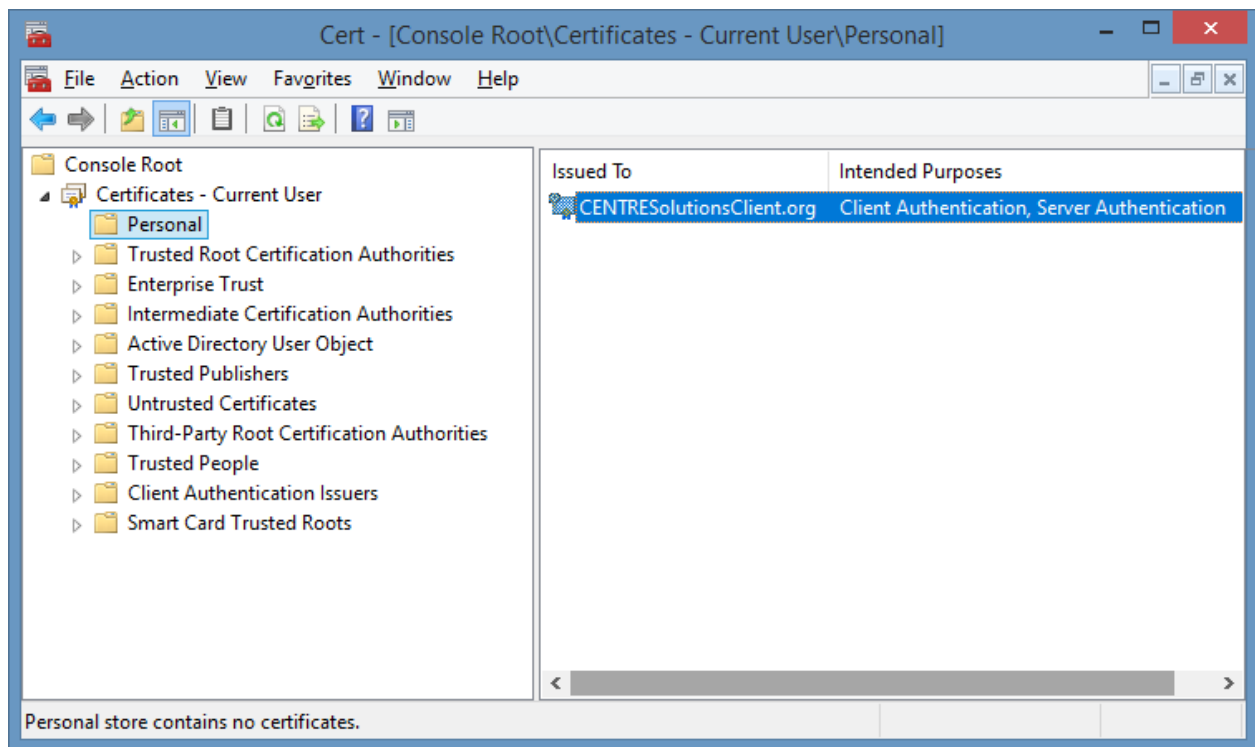 Cert - [Console Root\Certificates - Current User\Personal]
File Action View Favorites Window Help
Console Root
Certificates - Current User
Personal
Trusted Root Certification Authorities
Enterprise Trust
Intermediate Certification Authorities
Active Directory User Object
Trusted Publishers
Untrusted Certificates
Third-Party Root Certification Authorities
Trusted People
Client Authentication Issuers
Smart Card Trusted Roots
Issued To Intended Purposes
CENTRESolutionsClient.org Client Authentication, Server Authentication
Personal store contains no certificates.